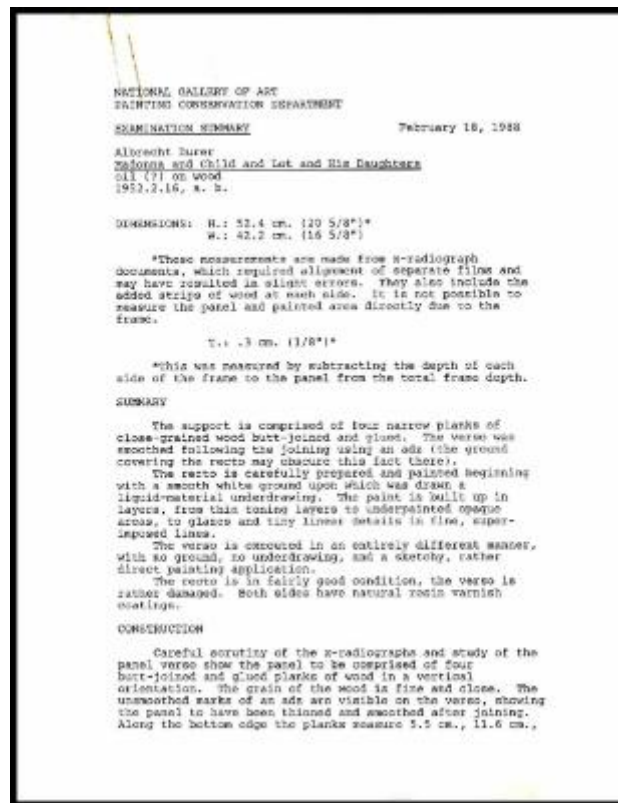 NATIONAL GALLERY OF ART
PAINTING CONSERVATION DEPARTMENT
EXAMINATION SUMMARY February 18, 1988
Albrecht Durer
Madonna and Child and Lot and His Daughters
oil (?) on wood
1952.2.16, a. b.
DIMENSIONS: H.: 52.4 cm. (20 5/8")*
W.: 42.2 cm. (16 5/8")
*These measurements are made from x-radiograph
documents, which required alignment of separate films and
may have resulted in slight errors. They also include the
added strips of wood at each side. It is not possible to
measure the panel and painted area directly due to the
frame.
T.: .3 cm. (1/8")*
*This was measured by subtracting the depth of each
side of the frame to the panel from the total frame depth.
SUMMARY
The support is comprised of four narrow planks of
close-grained wood butt-joined and glued. The verso was
smoothed following the joining using an adz (the ground
covering the recto may obscure this fact there).
The recto is carefully prepared and painted beginning
with a smooth white ground upon which was drawn a
liquid-material underdrawing. The paint is built up in
layers, from thin toning layers to underpainted opaque
areas, to glazes and tiny linear details in fine, super-
imposed lines.
The verso is executed in an entirely different manner,
with no ground, no underdrawing, and a sketchy, rather
direct painting application.
The recto is in fairly good condition, the verso is
rather damaged. Both sides have natural resin varnish
coatings.
CONSTRUCTION
Careful scrutiny of the x-radiographs and study of the
panel verso show the panel to be comprised of four
butt-joined and glued planks of wood in a vertical
orientation. The grain of the wood is fine and close. The
unsmoothed marks of an adz are visible on the verso, showing
the panel to have been thinned and smoothed after joining.
Along the bottom edge the planks measure 5.5 cm., 11.6 cm.,